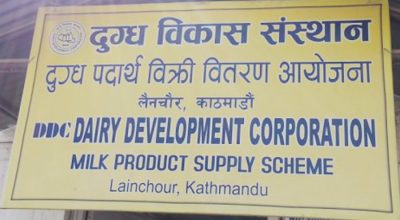 दुग्ध विकास संस्थान
दुग्ध पदार्थ विक्री वितरण आयोजना
लैनचौर, काठमाडौं
DDC DAIRY DEVELOPMENT CORPORATION
MILK PRODUCT SUPPLY SCHEME
Lainchour, Kathmandu